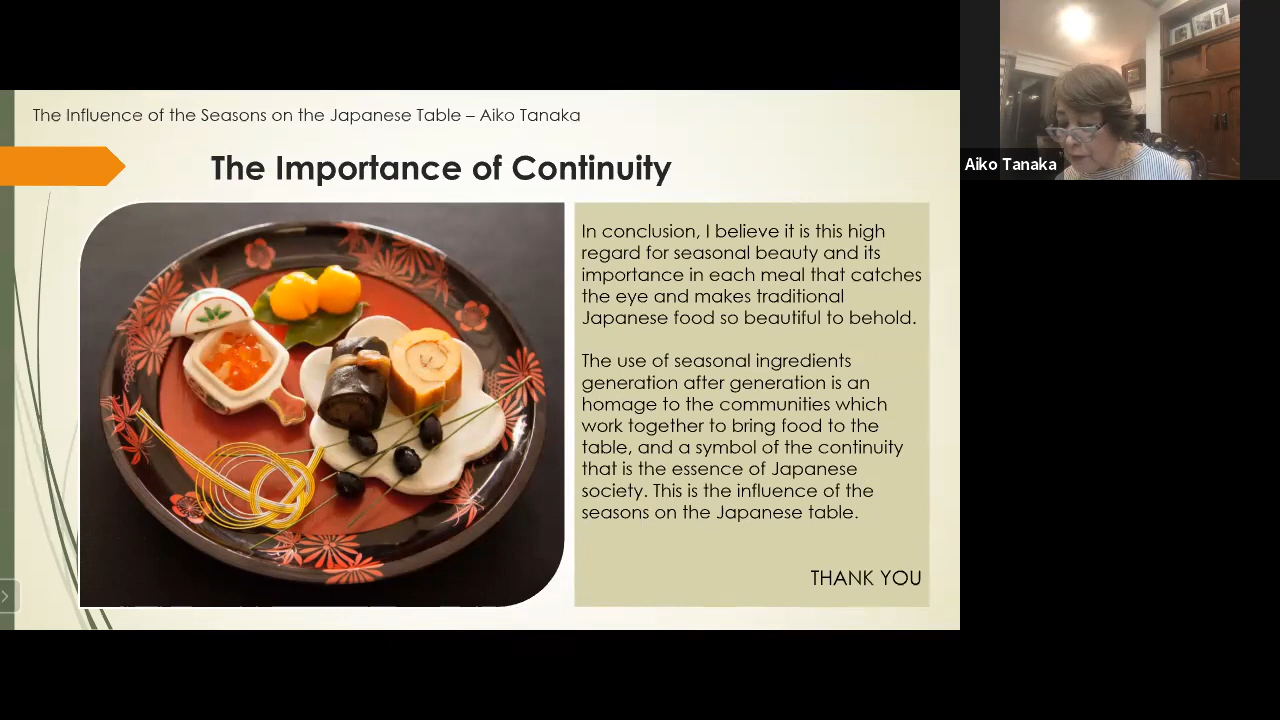 The Influence of the Seasons on the Japanese Table – Aiko Tanaka
The Importance of Continuity
In conclusion, I believe it is this high
regard for seasonal beauty and its
importance in each meal that catches
the eye and makes traditional
Japanese food so beautiful to behold.
The use of seasonal ingredients
generation after generation is an
homage to the communities which
work together to bring food to the
table, and a symbol of the continuity
that is the essence of Japanese
society. This is the influence of the
seasons on the Japanese table.
THANK YOU
Aiko Tanaka